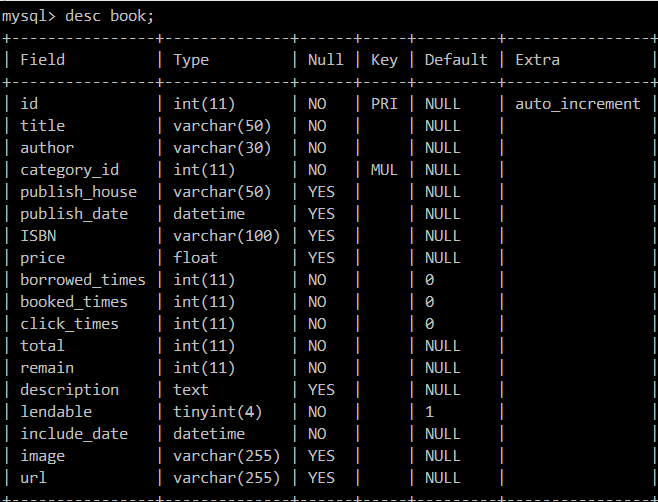 mysql> desc book;
+----------------+--------------+------+-----+---------+----------------+
| Field          | Type         | Null | Key | Default | Extra          |
+----------------+--------------+------+-----+---------+----------------+
| id             | int(11)      | NO   | PRI | NULL    | auto_increment |
| title          | varchar(50)  | NO   |     | NULL    |                |
| author         | varchar(30)  | NO   |     | NULL    |                |
| category_id    | int(11)      | NO   | MUL | NULL    |                |
| publish_house  | varchar(50)  | YES  |     | NULL    |                |
| publish_date   | datetime     | YES  |     | NULL    |                |
| ISBN           | varchar(100) | YES  |     | NULL    |                |
| price          | float        | YES  |     | NULL    |                |
| borrowed_times | int(11)      | NO   |     | 0       |                |
| booked_times   | int(11)      | NO   |     | 0       |                |
| click_times    | int(11)      | NO   |     | 0       |                |
| total          | int(11)      | NO   |     | NULL    |                |
| remain         | int(11)      | NO   |     | NULL    |                |
| description    | text         | YES  |     | NULL    |                |
| lendable       | tinyint(4)   | NO   |     | 1       |                |
| include_date   | datetime     | NO   |     | NULL    |                |
| image          | varchar(255) | YES  |     | NULL    |                |
| url            | varchar(255) | YES  |     | NULL    |                |
+----------------+--------------+------+-----+---------+----------------+